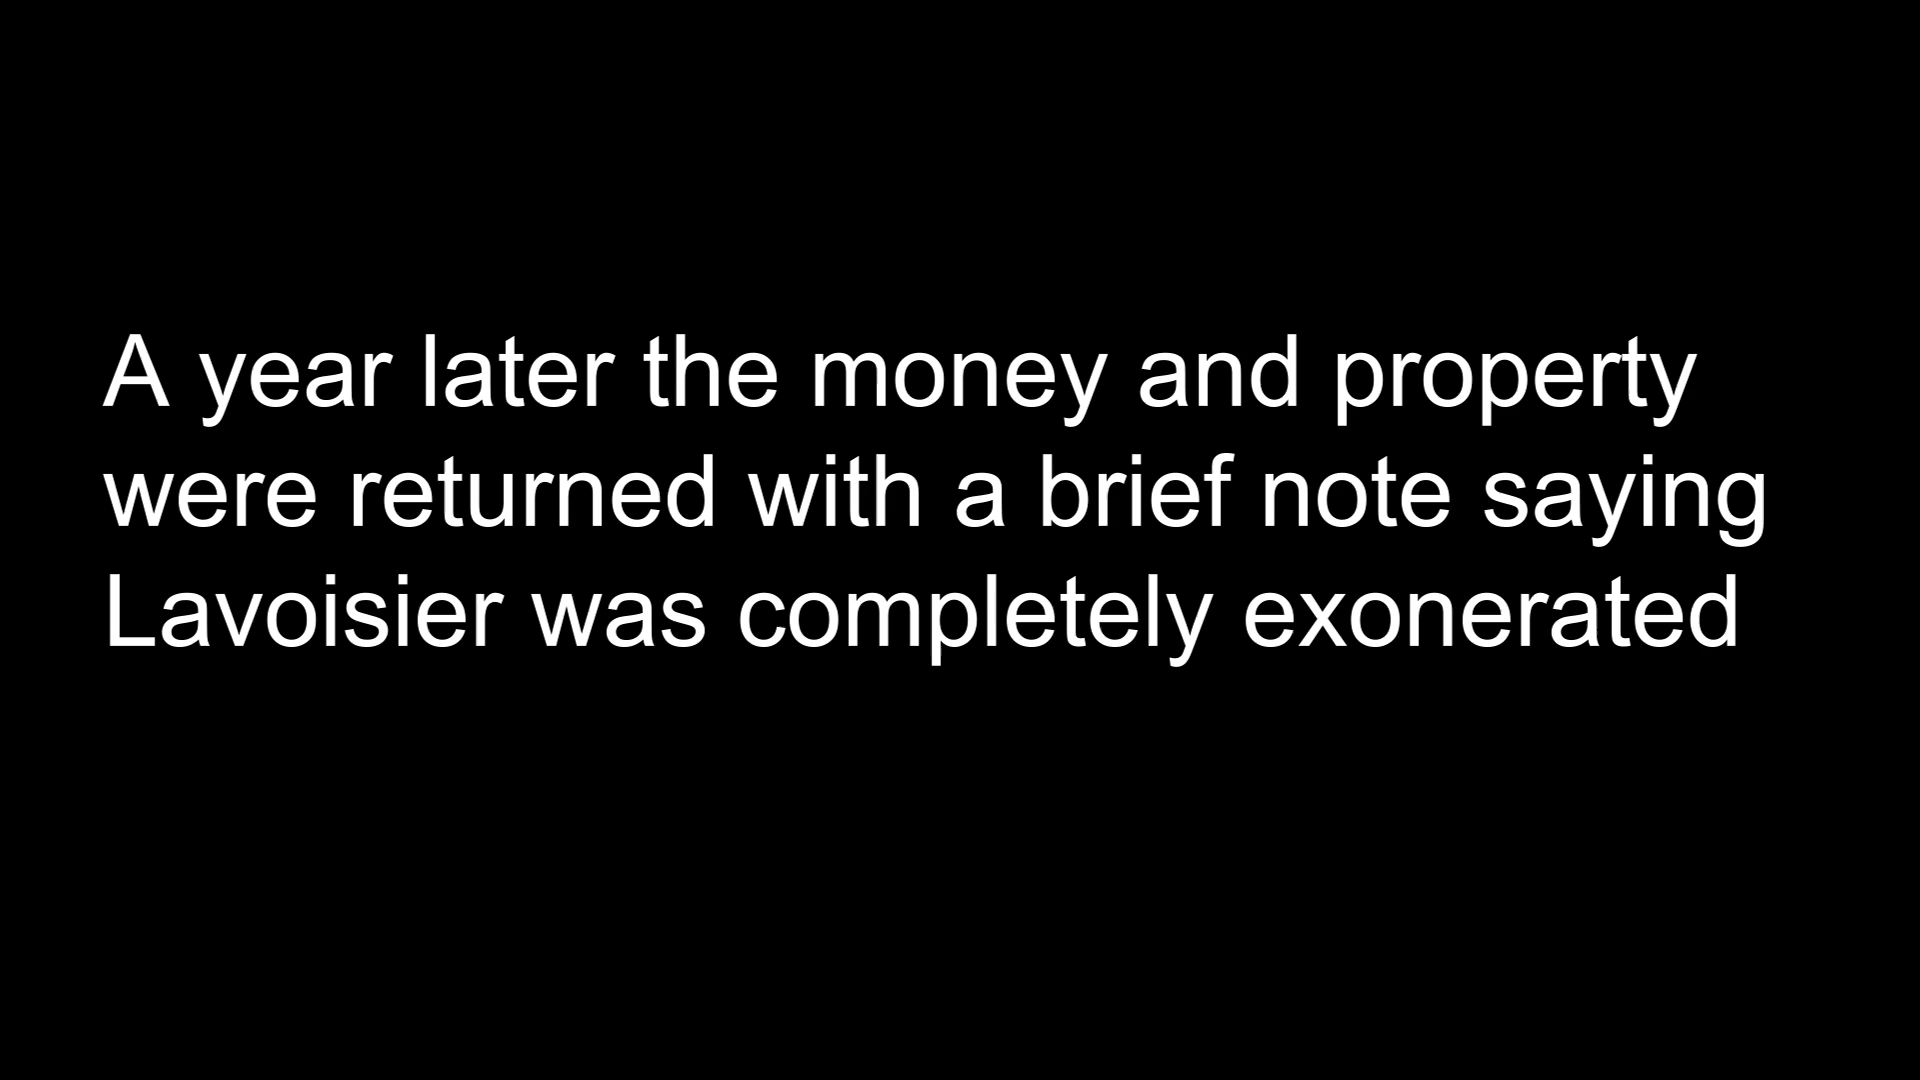 A year later the money and property
were returned with a brief note saying
Lavoisier was completely exonerated